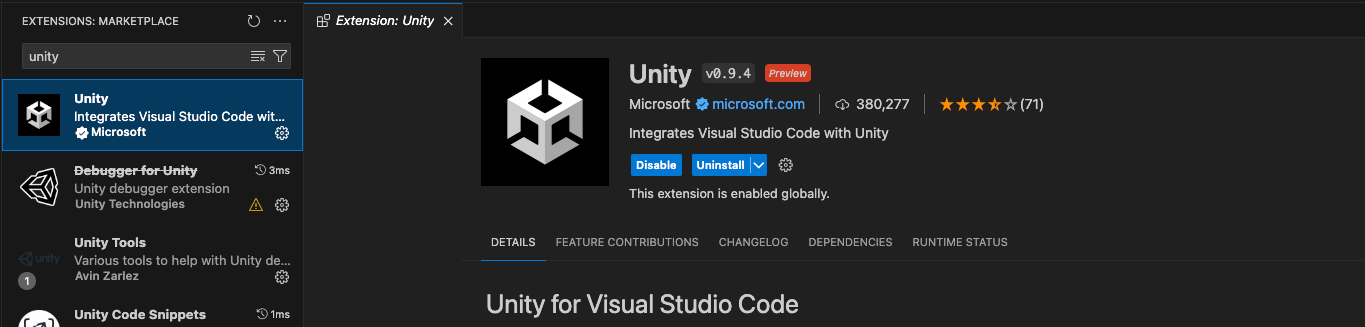 EXTENSIONS: MARKETPLACE
unity
Unity
Integrates Visual Studio Code wit...
Microsoft
Debugger for Unity 3ms
Unity debugger extension
Unity Technologies
unity
Unity Tools
Various tools to help with Unity de...
Avin Zarlez
1
Unity Code Snippets 1ms
Extension: Unity
Unity v0.9.4 Preview
Microsoft microsoft.com 380,277 (71)
Integrates Visual Studio Code with Unity
Disable Uninstall
This extension is enabled globally.
DETAILS FEATURE CONTRIBUTIONS CHANGELOG DEPENDENCIES RUNTIME STATUS
Unity for Visual Studio Code